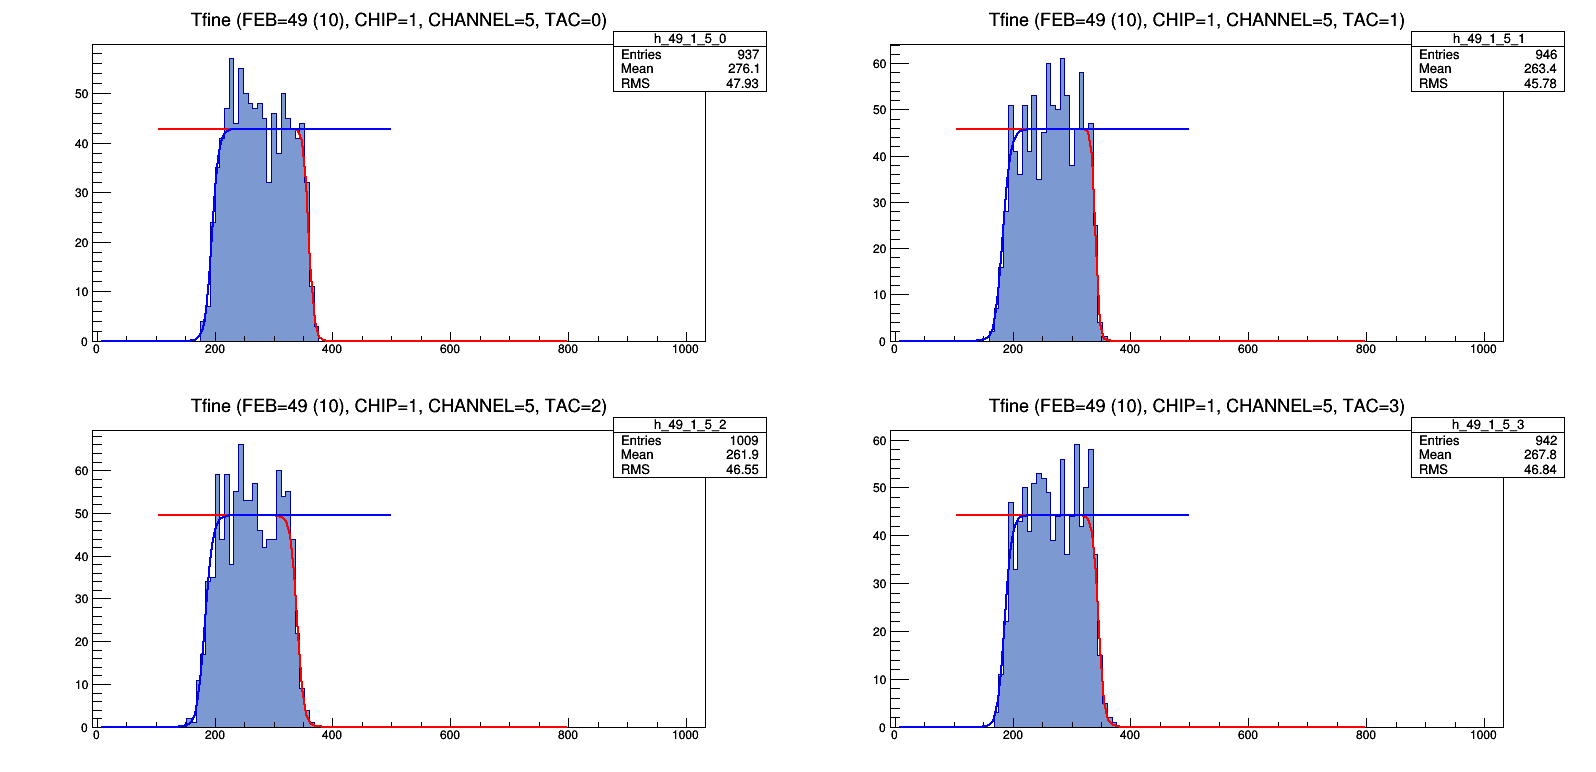 Tfine (FEB=49 (10), CHIP=1, CHANNEL=5, TAC=0)
h_49_1_5_0
Entries 937
Mean 276.1
RMS 47.93
50
40
30
20
10
0
0 200 400 600 800 1000
Tfine (FEB=49 (10), CHIP=1, CHANNEL=5, TAC=1)
h_49_1_5_1
Entries 946
Mean 263.4
RMS 45.78
60
50
40
30
20
10
0
0 200 400 600 800 1000
Tfine (FEB=49 (10), CHIP=1, CHANNEL=5, TAC=2)
h_49_1_5_2
Entries 1009
Mean 261.9
RMS 46.55
60
50
40
30
20
10
0
0 200 400 600 800 1000
Tfine (FEB=49 (10), CHIP=1, CHANNEL=5, TAC=3)
h_49_1_5_3
Entries 942
Mean 267.8
RMS 46.84
60
50
40
30
20
10
0
0 200 400 600 800 1000